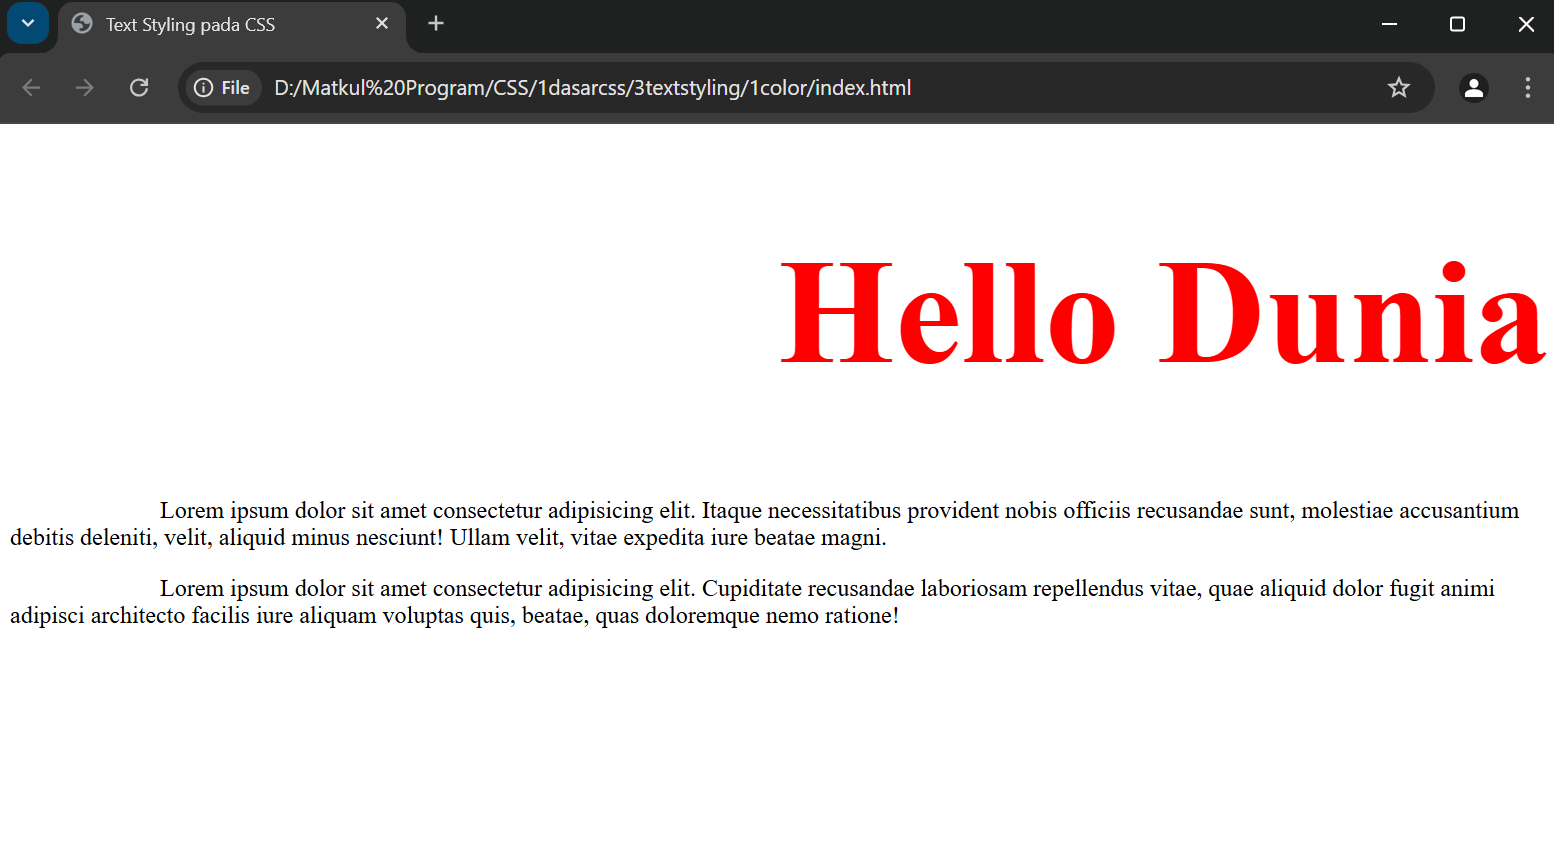 Text Styling pada CSS
File
D:/Matkul%20Program/CSS/1dasarcss/3textstyling/1color/index.html
Hello Dunia
Lorem ipsum dolor sit amet consectetur adipisicing elit. Itaque necessitatibus provident nobis officiis recusandae sunt, molestiae accusantium
debitis deleniti, velit, aliquid minus nesciunt! Ullam velit, vitae expedita iure beatae magni.
Lorem ipsum dolor sit amet consectetur adipisicing elit. Cupiditate recusandae laboriosam repellendus vitae, quae aliquid dolor fugit animi
adipisci architecto facilis iure aliquam voluptas quis, beatae, quas doloremque nemo ratione!